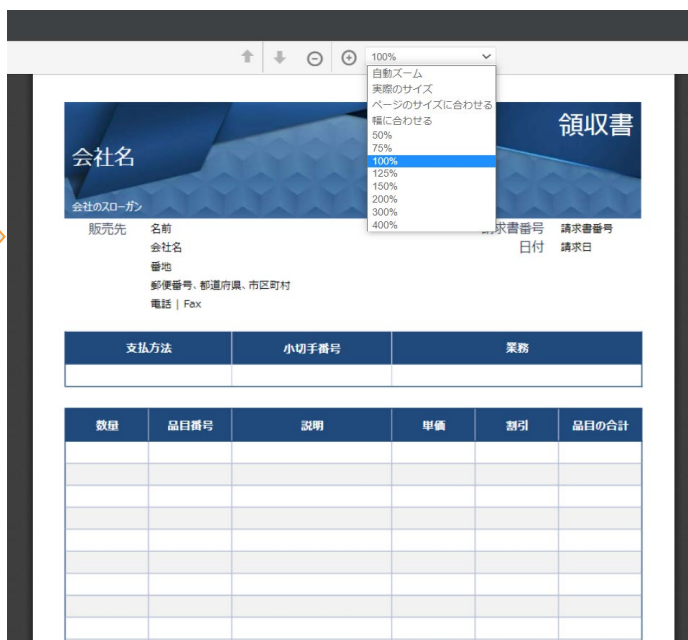 100%
自動ズーム
実際のサイズ
ページのサイズに合わせる
幅に合わせる
50%
75%
100%
125%
150%
200%
300%
400%
領収書
会社名
会社のスローガン
販売先 名前 求書番号 請求書番号
会社名 日付 請求日
番地
郵便番号、都道府県、市区町村
電話 | Fax
支払方法 小切手番号 業務
数量 品目番号 説明 単価 割引 品目の合計